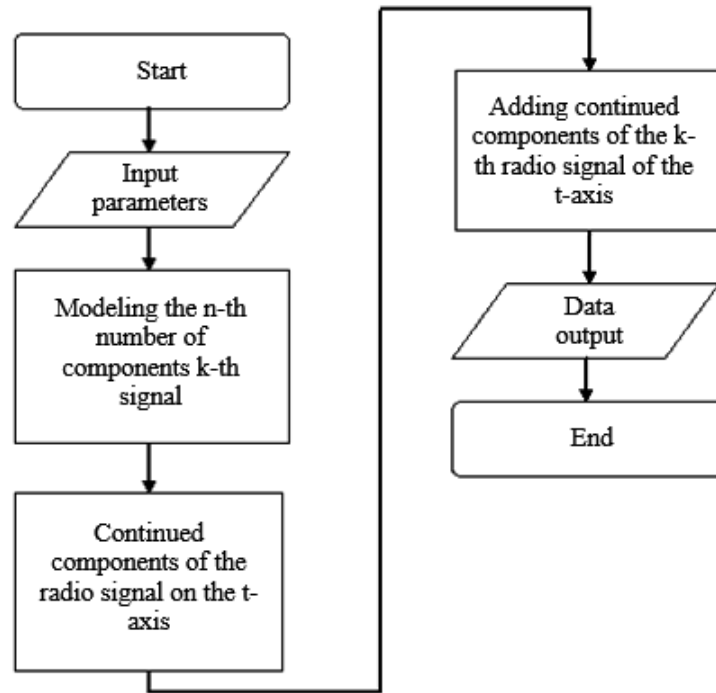 Start
Input
parameters
Modeling the n-th
number of
components k-th
signal
Continued
components of the
radio signal on the t-
axis
Adding continued
components of the k-
th radio signal of the
t-axis
Data
output
End